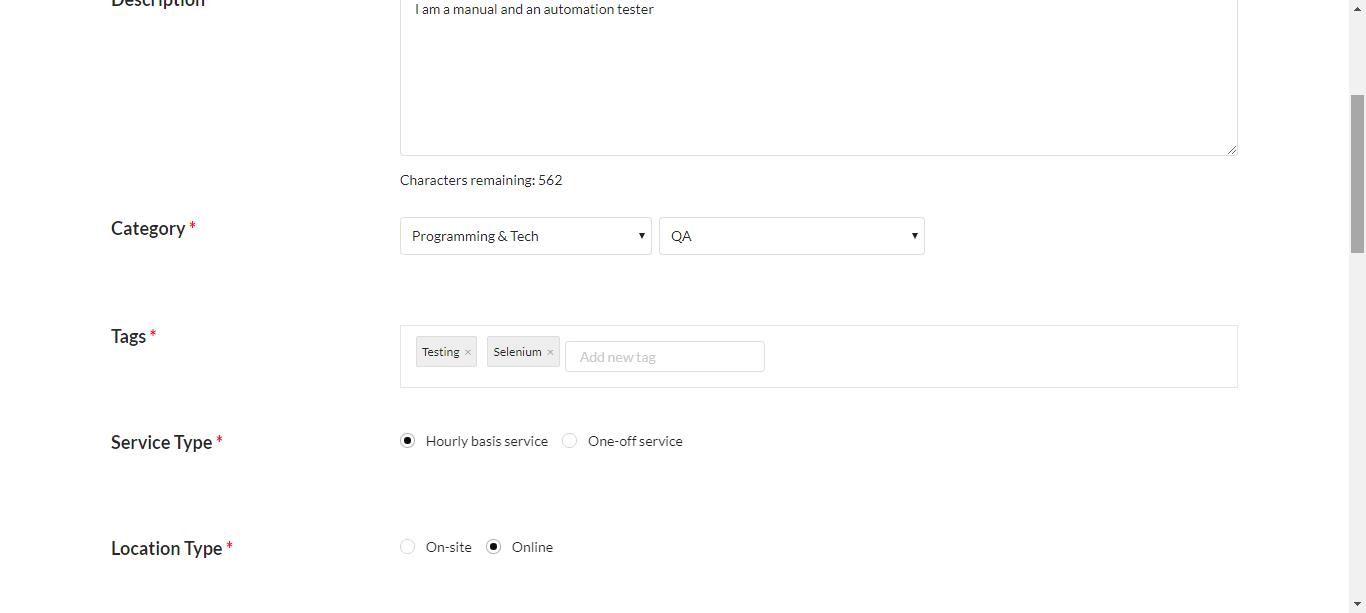 Description
I am a manual and an automation tester
Characters remaining: 562
Category *
Programming & Tech
QA
Tags *
Testing ×
Selenium ×
Add new tag
Service Type *
Hourly basis service
One-off service
Location Type *
On-site
Online